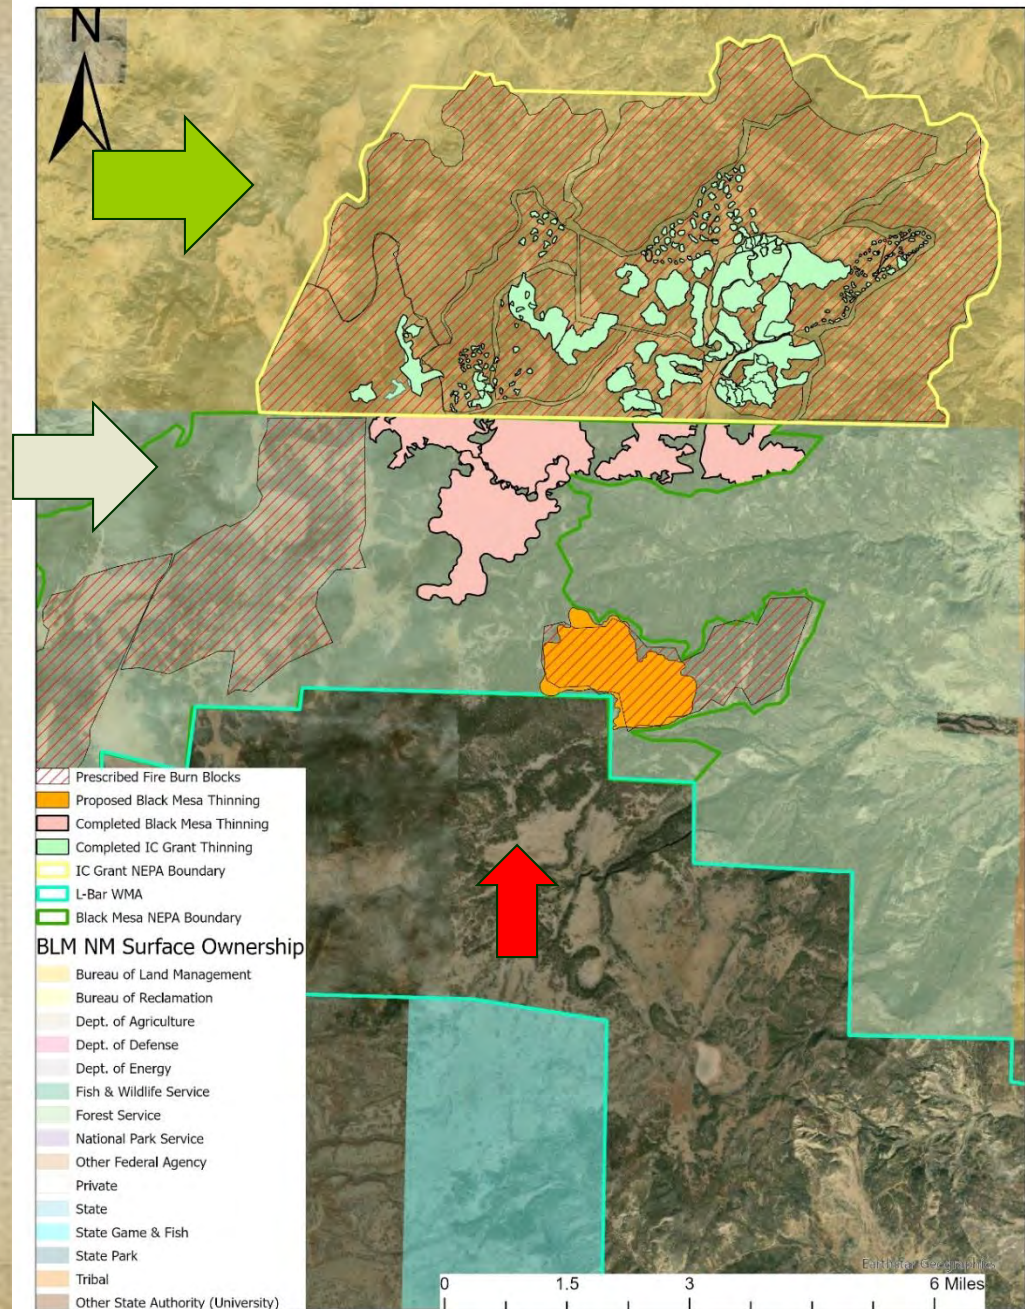 N
Prescribed Fire Burn Blocks
Proposed Black Mesa Thinning
Completed Black Mesa Thinning
Completed IC Grant Thinning
IC Grant NEPA Boundary
L-Bar WMA
Black Mesa NEPA Boundary
BLM NM Surface Ownership
Bureau of Land Management
Bureau of Reclamation
Dept. of Agriculture
Dept. of Defense
Dept. of Energy
Fish & Wildlife Service
Forest Service
National Park Service
Other Federal Agency
Private
State
State Game & Fish
State Park
Tribal
Other State Authority (University)
Earthstar Geographics
0 1.5 3 6 Miles